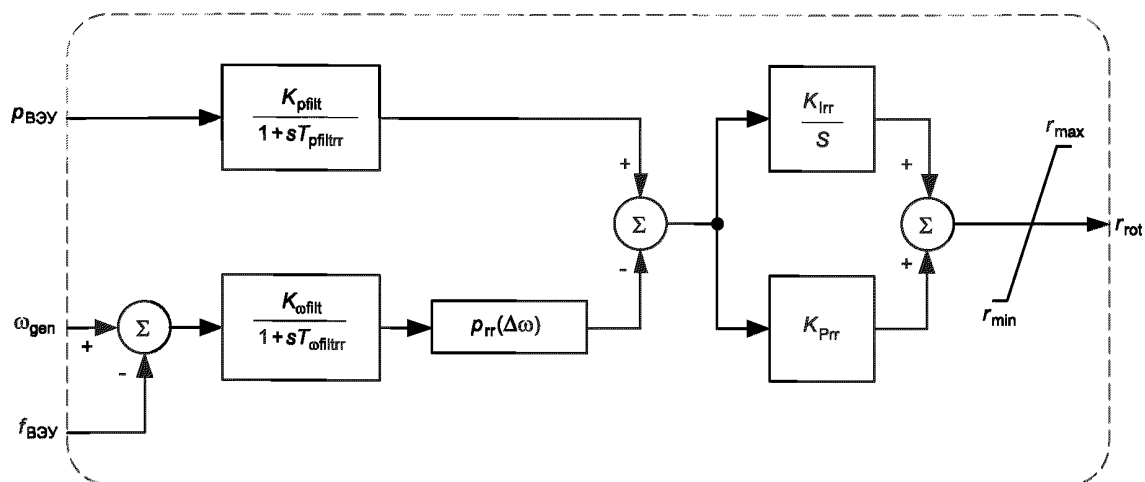 p_ВЭУ
K_pfilt
1 + sT_pfiltrr
+
Σ
-
K_Irr
S
+
Σ
+
r_max
r_min
r_rot
ω_gen
+
Σ
-
K_ωfilt
1 + sT_ωfiltrr
p_rr(Δω)
K_Prr
f_ВЭУ